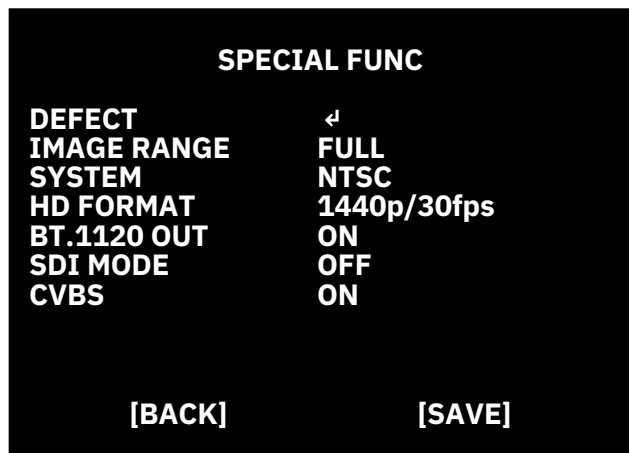 SPECIAL FUNC
DEFECT ↲
IMAGE RANGE FULL
SYSTEM NTSC
HD FORMAT 1440p/30fps
BT.1120 OUT ON
SDI MODE OFF
CVBS ON
[BACK] [SAVE]